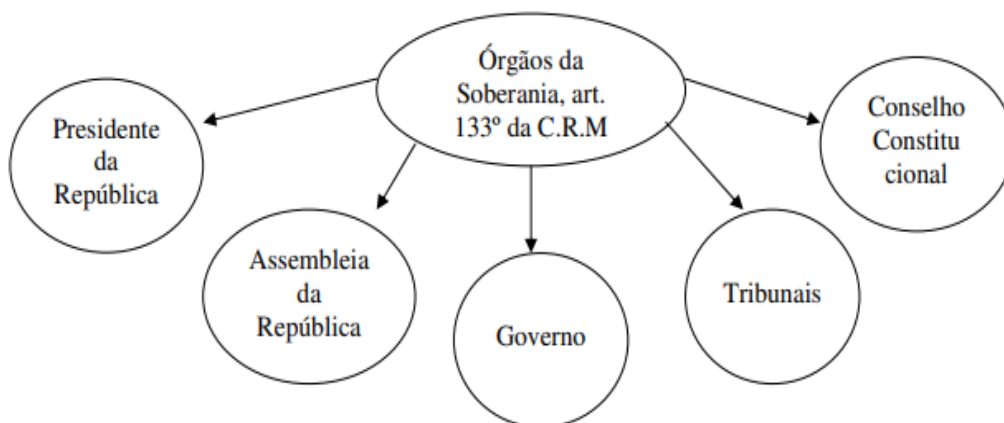 Órgãos da
Soberania, art.
133º da C.R.M
Presidente
da
República
Assembleia
da
República
Governo
Tribunais
Conselho
Constitu
cional